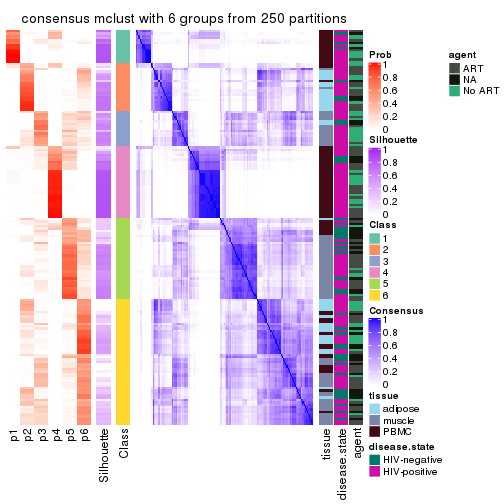 consensus mclust with 6 groups from 250 partitions
p1
p2
p3
p4
p5
p6
Silhouette
Class
tissue
disease.state
agent
Prob
1
0.8
0.6
0.4
0.2
0
Silhouette
1
0.8
0.6
0.4
0.2
0
Class
1
2
3
4
5
6
Consensus
1
0.8
0.6
0.4
0.2
0
tissue
adipose
muscle
PBMC
disease.state
HIV-negative
HIV-positive
agent
ART
NA
No ART